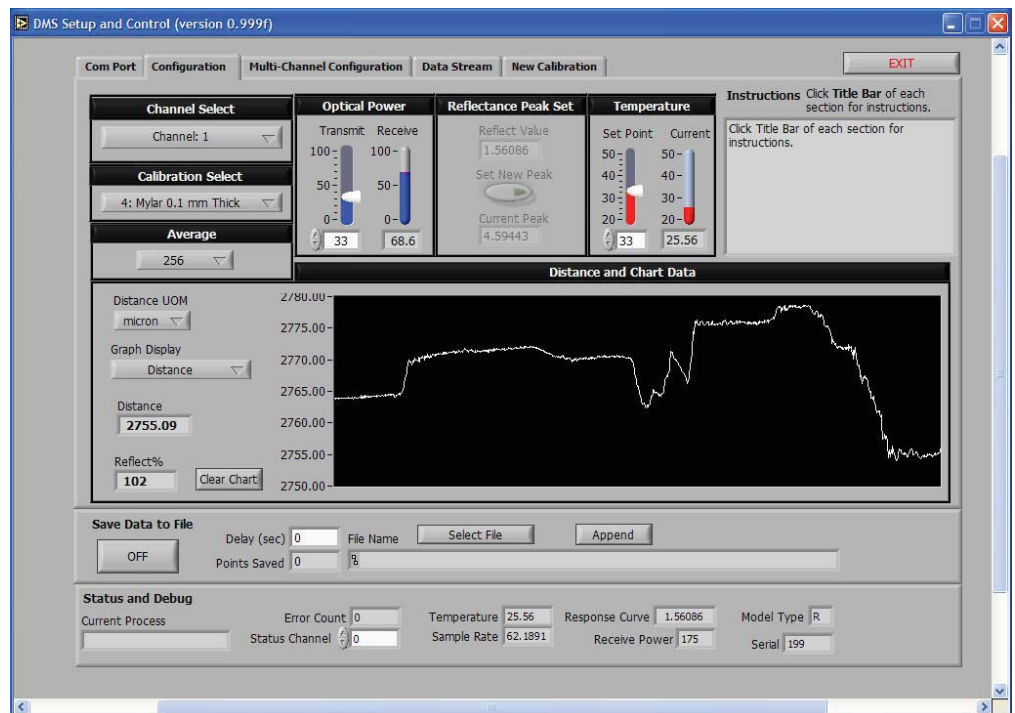 DMS Setup and Control (version 0.999f)
Com Port Configuration Multi-Channel Configuration Data Stream New Calibration
EXIT
Channel Select
Channel: 1
Calibration Select
4: Mylar 0.1 mm Thick
Average
256
Optical Power
Transmit Receive
100 100
50 50
0 0
33 68.6
Reflectance Peak Set
Reflect Value
1.56086
Set New Peak
Current Peak
4.59443
Temperature
Set Point Current
50 50
40 40
30 30
20 20
33 25.56
Instructions Click Title Bar of each
section for instructions.
Click Title Bar of each section for
instructions.
Distance and Chart Data
Distance UOM
micron
Graph Display
Distance
Distance
2755.09
Reflect%
102
Clear Chart
2780.00
2775.00
2770.00
2765.00
2760.00
2755.00
2750.00
Save Data to File
OFF
Delay (sec) 0 File Name Select File Append
Points Saved 0
Status and Debug
Current Process
Error Count 0 Temperature 25.56 Response Curve 1.56086 Model Type R
Status Channel 0 Sample Rate 62.1891 Receive Power 175 Serial 199